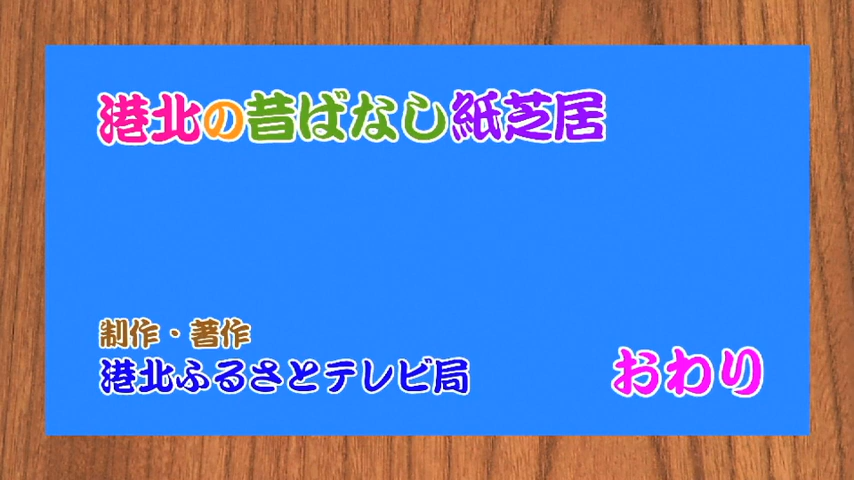 港北の昔ばなし紙芝居
制作・著作
港北ふるさとテレビ局
おわり